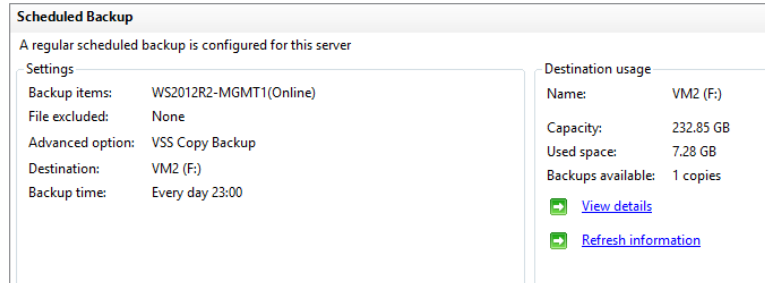 Scheduled Backup
A regular scheduled backup is configured for this server
Settings
Backup items: WS2012R2-MGMT1(Online)
File excluded: None
Advanced option: VSS Copy Backup
Destination: VM2 (F:)
Backup time: Every day 23:00
Destination usage
Name: VM2 (F:)
Capacity: 232.85 GB
Used space: 7.28 GB
Backups available: 1 copies
View details
Refresh information